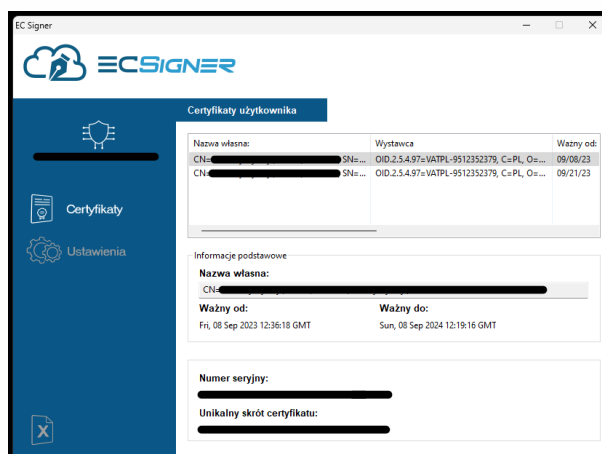 EC Signer
ECSIGNER
Certyfikaty użytkownika
Nazwa własna: Wystawca Ważny od:
CN= SN=... OID.2.5.4.97=VATPL-9512352379, C=PL, O=... 09/08/23
CN= SN=... OID.2.5.4.97=VATPL-9512352379, C=PL, O=... 09/21/23
Certyfikaty
Ustawienia
Informacje podstawowe
Nazwa własna:
CN=
Ważny od: Ważny do:
Fri, 08 Sep 2023 12:36:18 GMT Sun, 08 Sep 2024 12:19:16 GMT
Numer seryjny:
Unikalny skrót certyfikatu:
X